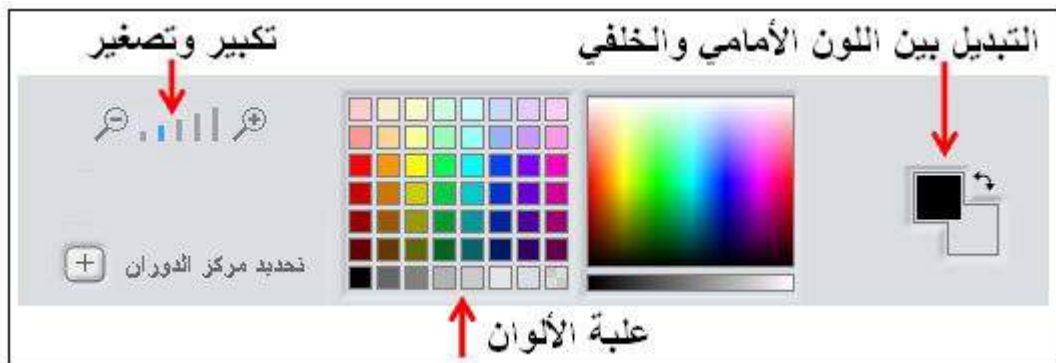 التبديل بين اللون الأمامي والخلفي
تكبير وتصغير
تحديد مركز الدوران
علبة الألوان